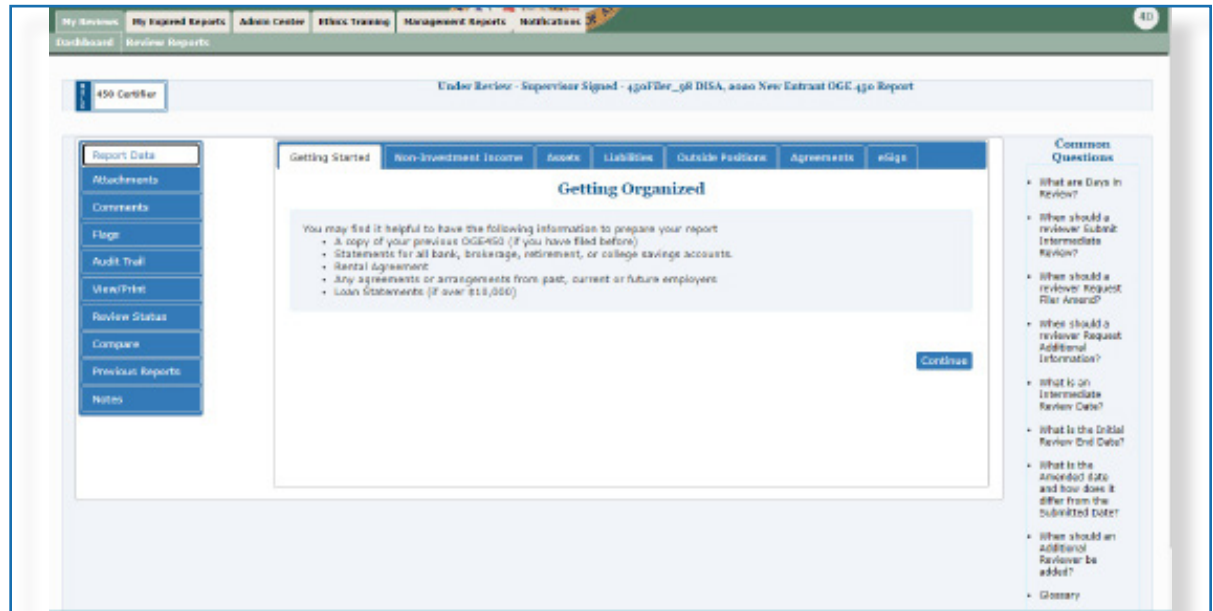 My Reviews My Expired Reports Admin Center Ethics Training Management Reports Notifications
4D
Dashboard Review Reports
450 Certifier
Under Review - Supervisor Signed - 450Filer_98 DISA, 2020 New Entrant OGE 450 Report
Report Data
Attachments
Comments
Flags
Audit Trail
View/Print
Review Status
Compare
Previous Reports
Notes
Getting Started Non-Investment Income Assets Liabilities Outside Positions Agreements eSign
Getting Organized
You may find it helpful to have the following information to prepare your report
• A copy of your previous OGE450 (if you have filed before)
• Statements for all bank, brokerage, retirement, or college savings accounts.
• Rental Agreement
• Any agreements or arrangements from past, current or future employers
• Loan Statements (if over $10,000)
Continue
Common
Questions
• What are Days in
Review?
• When should a
reviewer Submit
Intermediate
Review?
• When should a
reviewer Request
Filer Amend?
• When should a
reviewer Request
Additional
Information?
• What is an
Intermediate
Review Date?
• What is the Initial
Review End Date?
• What is the
Amended date
and how does it
differ from the
Submitted Date?
• When should an
Additional
Reviewer be
added?
• Glossary